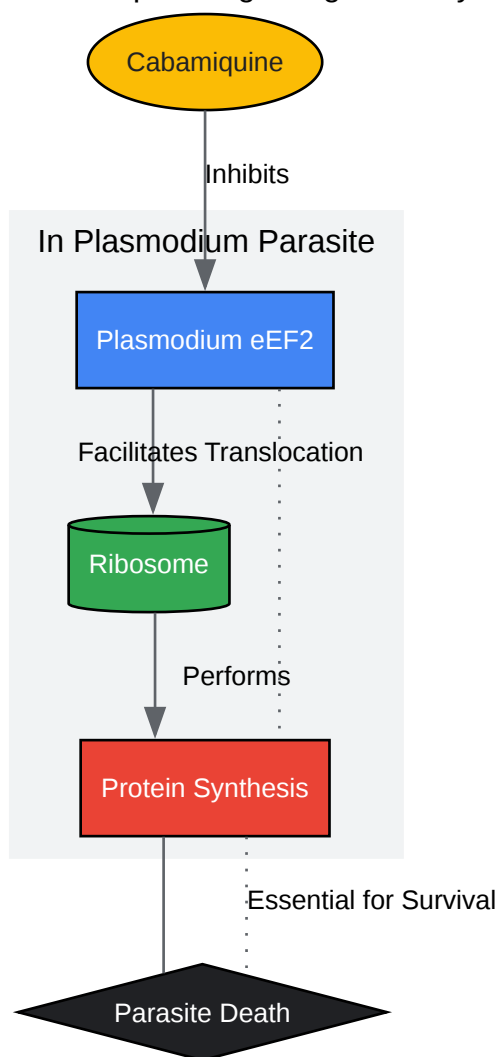 Cabamiquine
Inhibits
In Plasmodium Parasite
Plasmodium eEF2
Facilitates Translocation
Ribosome
Performs
Protein Synthesis
Essential for Survival
Parasite Death